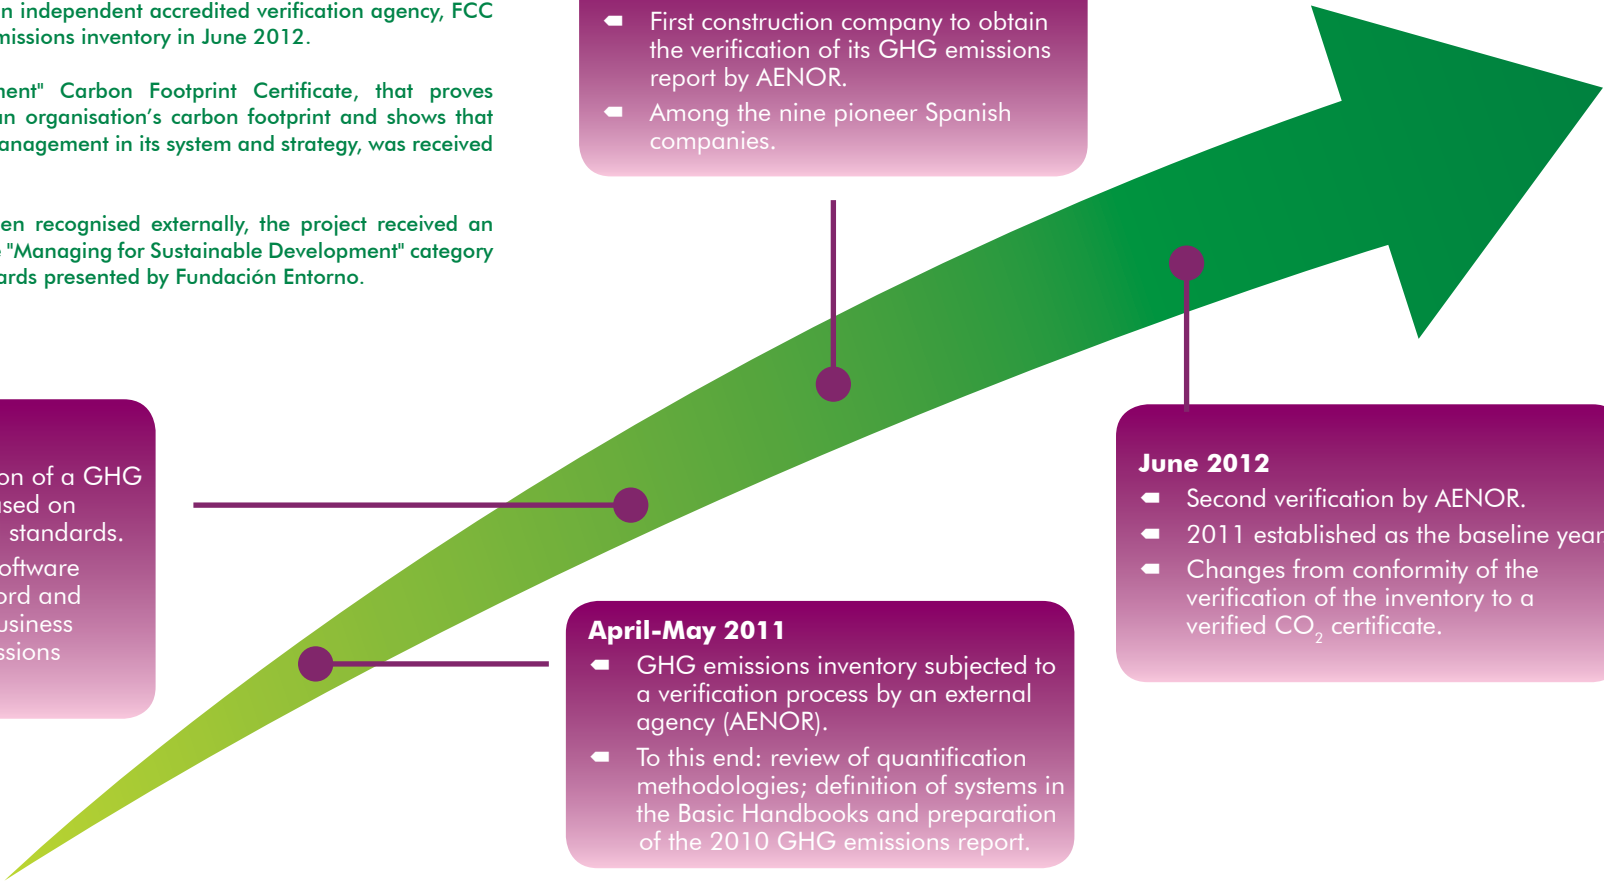 n independent accredited verification agency, FCC
missions inventory in June 2012.
ment" Carbon Footprint Certificate, that proves
an organisation's carbon footprint and shows that
anagement in its system and strategy, was received
en recognised externally, the project received an
e "Managing for Sustainable Development" category
ards presented by Fundación Entorno.
First construction company to obtain
the verification of its GHG emissions
report by AENOR.
Among the nine pioneer Spanish
companies.
on of a GHG
ased on
standards.
oftware
ord and
usiness
ssions
April-May 2011
GHG emissions inventory subjected to
a verification process by an external
agency (AENOR).
To this end: review of quantification
methodologies; definition of systems in
the Basic Handbooks and preparation
of the 2010 GHG emissions report.
June 2012
Second verification by AENOR.
2011 established as the baseline year
Changes from conformity of the
verification of the inventory to a
verified CO₂ certificate.